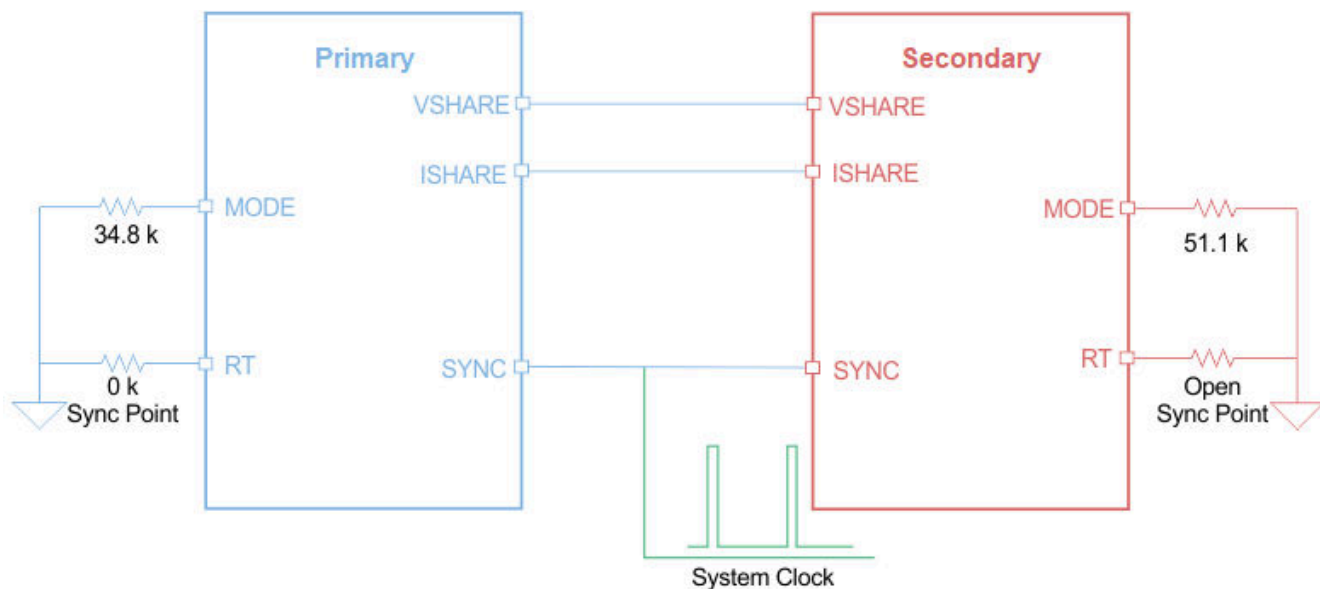 Primary
Secondary
VSHARE
VSHARE
ISHARE
ISHARE
MODE
MODE
34.8 k
51.1 k
RT
SYNC
SYNC
RT
0 k
Sync Point
Open
Sync Point
System Clock